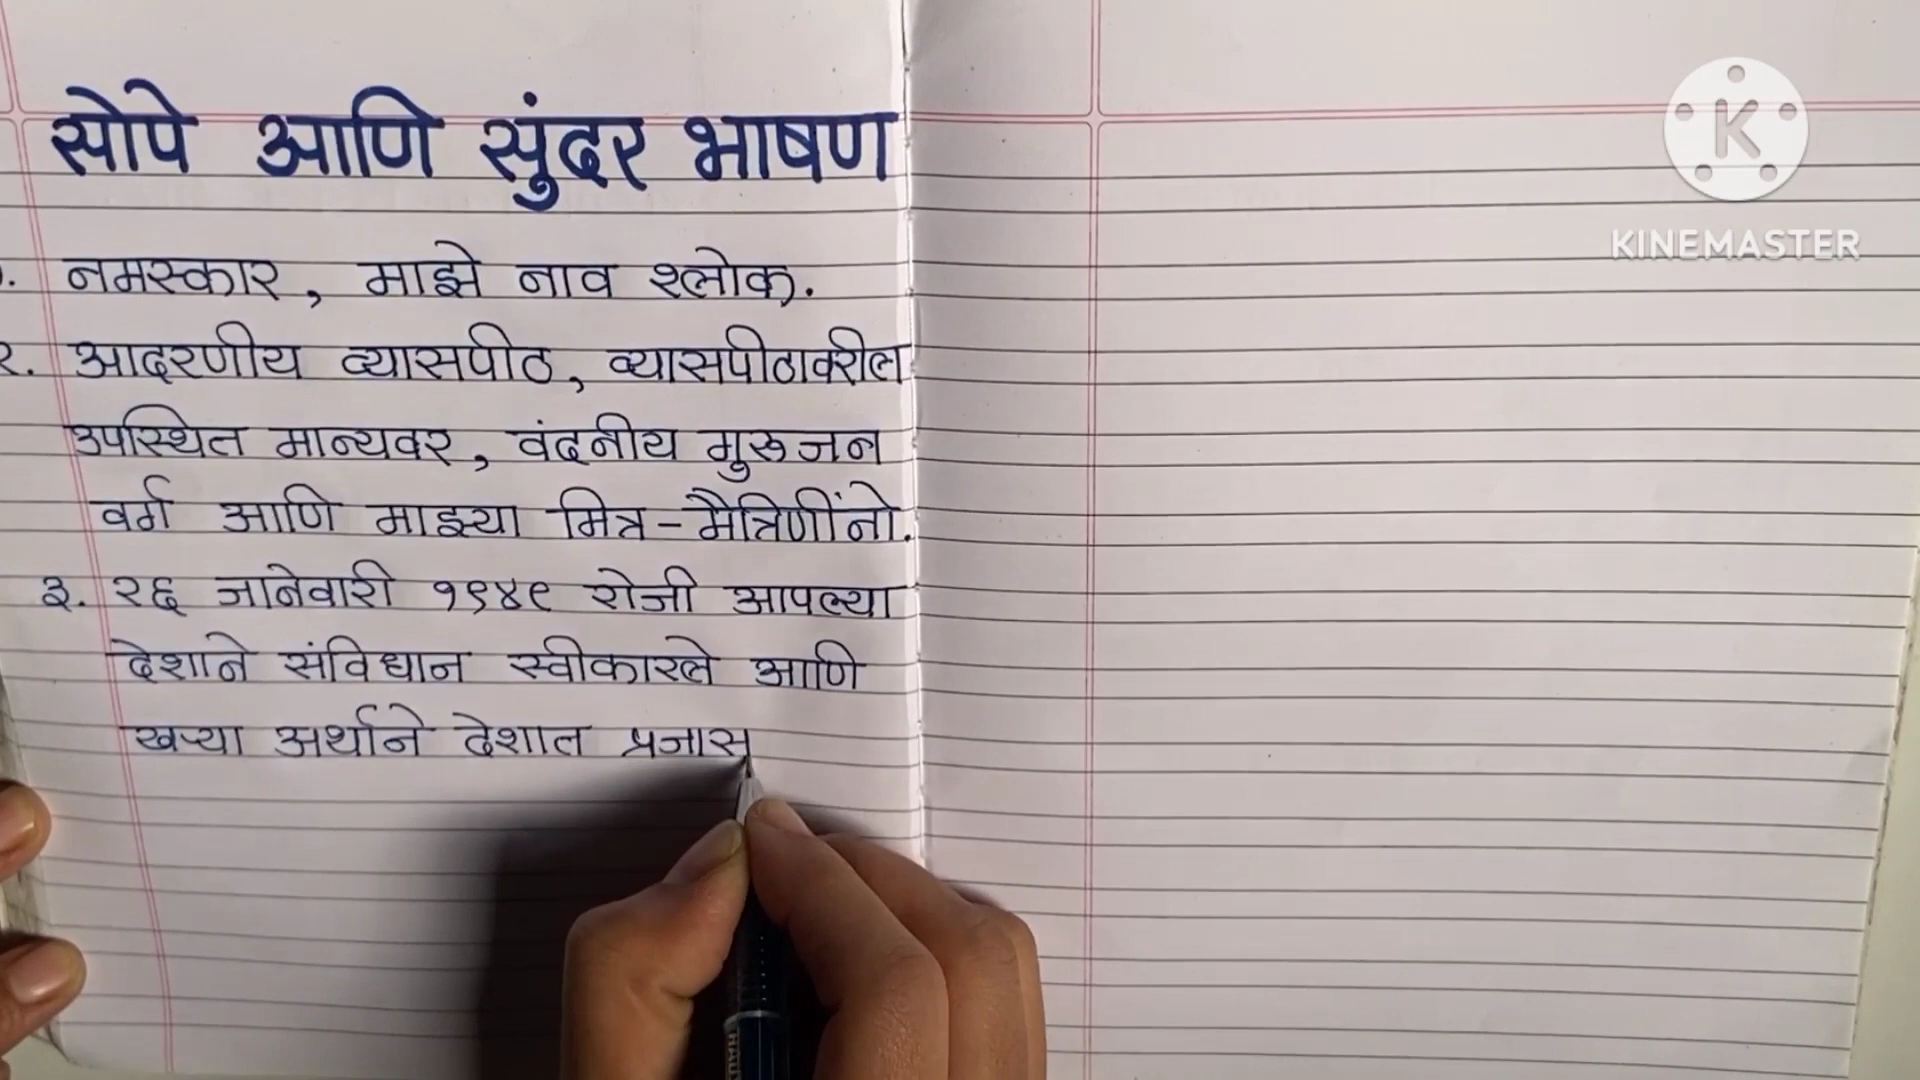 सोपे आणि सुंदर भाषण
. नमस्कार, माझे नाव श्लोक.
२. आदरणीय व्यासपीठ, व्यासपीठावरील
उपस्थित मान्यवर, वंदनीय गुरुजन
वर्ग आणि माझ्या मित्र-मैत्रिणींनो.
३. २६ जानेवारी १९४९ रोजी आपल्या
देशाने संविधान स्वीकारले आणि
खऱ्या अर्थाने देशात प्रजास
K
KINEMASTER